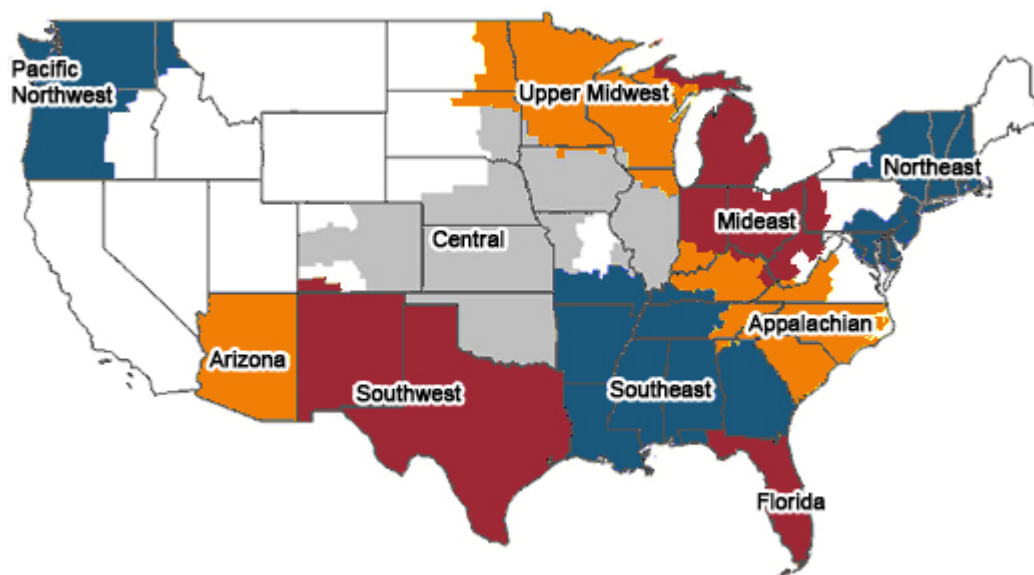 Pacific
Northwest
Upper Midwest
Northeast
Mideast
Central
Appalachian
Arizona
Southwest
Southeast
Florida